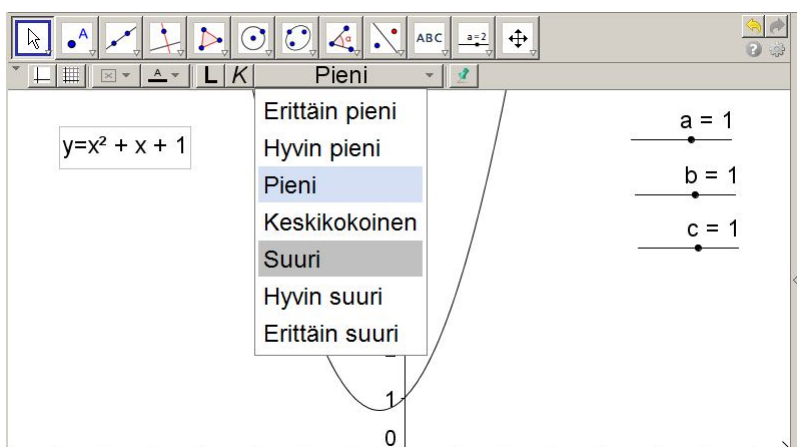 A
ABC
a=2
A
L K Pieni
y=x² + x + 1
Erittäin pieni
Hyvin pieni
Pieni
Keskikokoinen
Suuri
Hyvin suuri
Erittäin suuri
a = 1
b = 1
c = 1
1
0